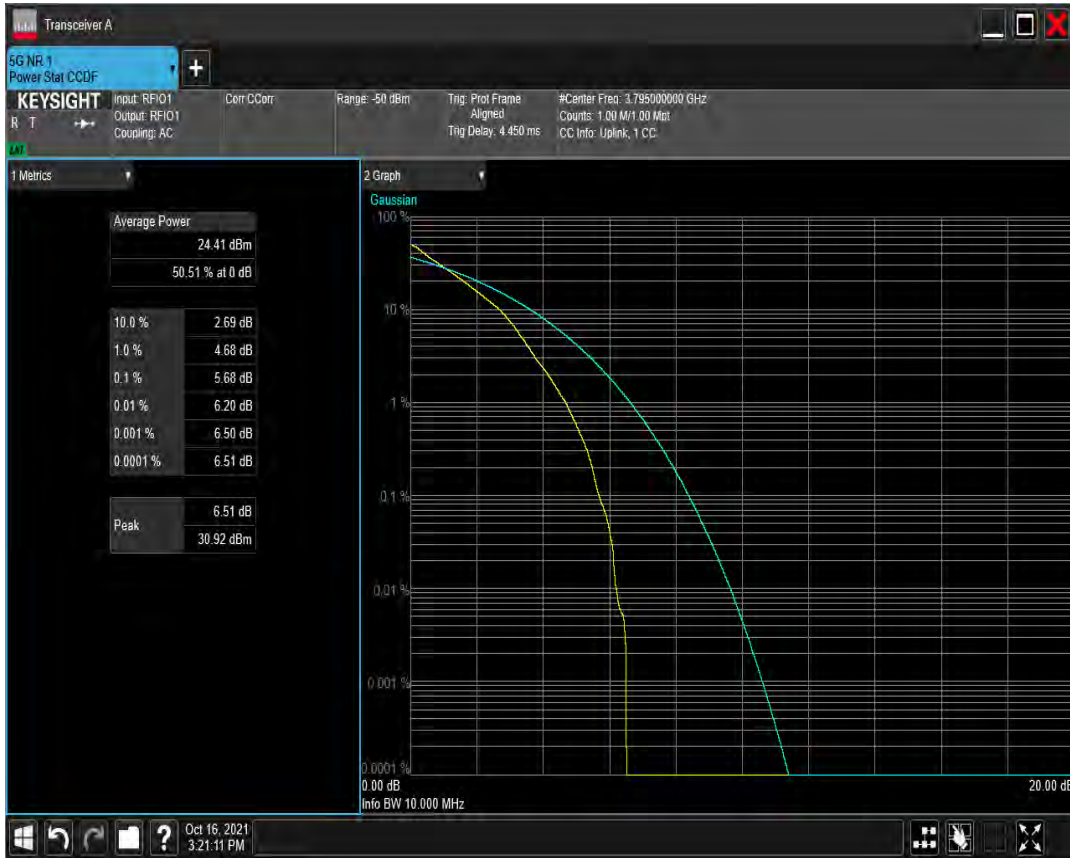 Transceiver A
5G NR 1
Power Stat CCDF
+
KEYSIGHT
R T
LXI
Input: RFIO1
Output: RFIO1
Coupling: AC
Corr CCorr
Range: -50 dBm
Trig: Prot Frame
Aligned
Trig Delay: 4.450 ms
#Center Freq: 3.795000000 GHz
Counts: 1.00 M/1.00 Mpt
CC Info: Uplink, 1 CC
1 Metrics
Average Power
24.41 dBm
50.51 % at 0 dB
10.0 % 2.69 dB
1.0 % 4.68 dB
0.1 % 5.68 dB
0.01 % 6.20 dB
0.001 % 6.50 dB
0.0001 % 6.51 dB
Peak
6.51 dB
30.92 dBm
2 Graph
Gaussian
100 %
10 %
1 %
0.1 %
0.01 %
0.001 %
0.0001 %
0.00 dB 20.00 dB
Info BW 10.000 MHz
?
Oct 16, 2021
3:21:11 PM